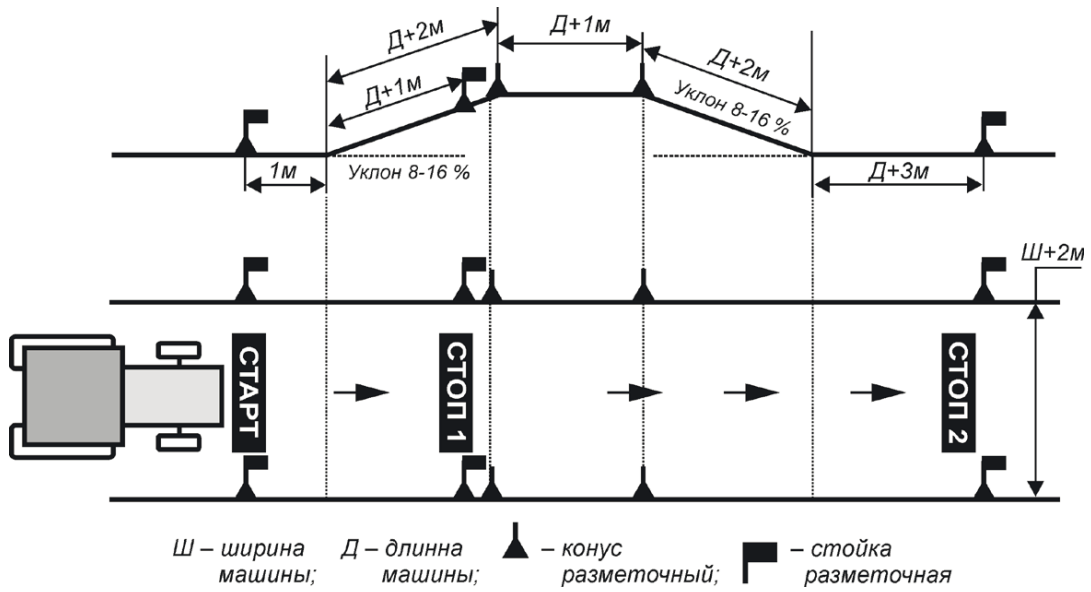 Д+2м
Д+1м
Д+2м
Д+1м
Уклон 8-16 %
1м
Уклон 8-16 %
Д+3м
Ш+2м
СТАРТ
СТОП 1
СТОП 2
Ш – ширина
машины;
Д – длинна
машины;
– конус
разметочный;
– стойка
разметочная